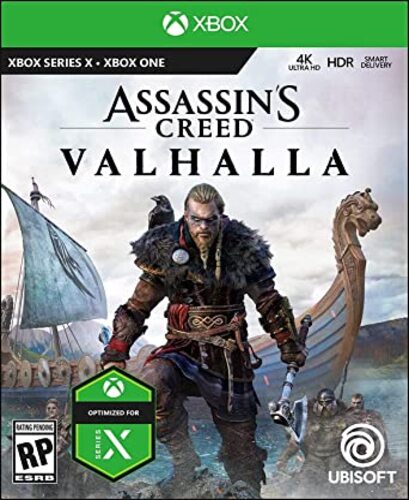 XBOX
XBOX SERIES X • XBOX ONE
4K
ULTRA HD
HDR
SMART
DELIVERY
ASSASSIN'S
CREED
VALHALLA
OPTIMIZED FOR
SERIES
X
RATING PENDING
RP
ESRB
UBISOFT